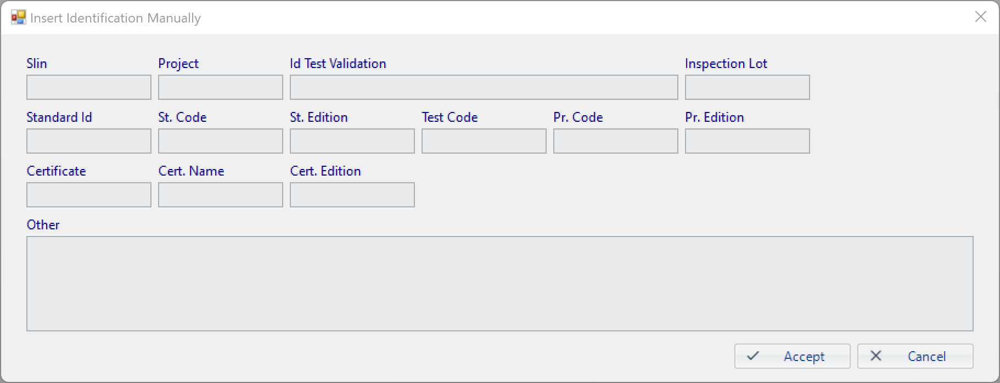 Insert Identification Manually
Slin Project Id Test Validation Inspection Lot
Standard Id St. Code St. Edition Test Code Pr. Code Pr. Edition
Certificate Cert. Name Cert. Edition
Other
Accept Cancel